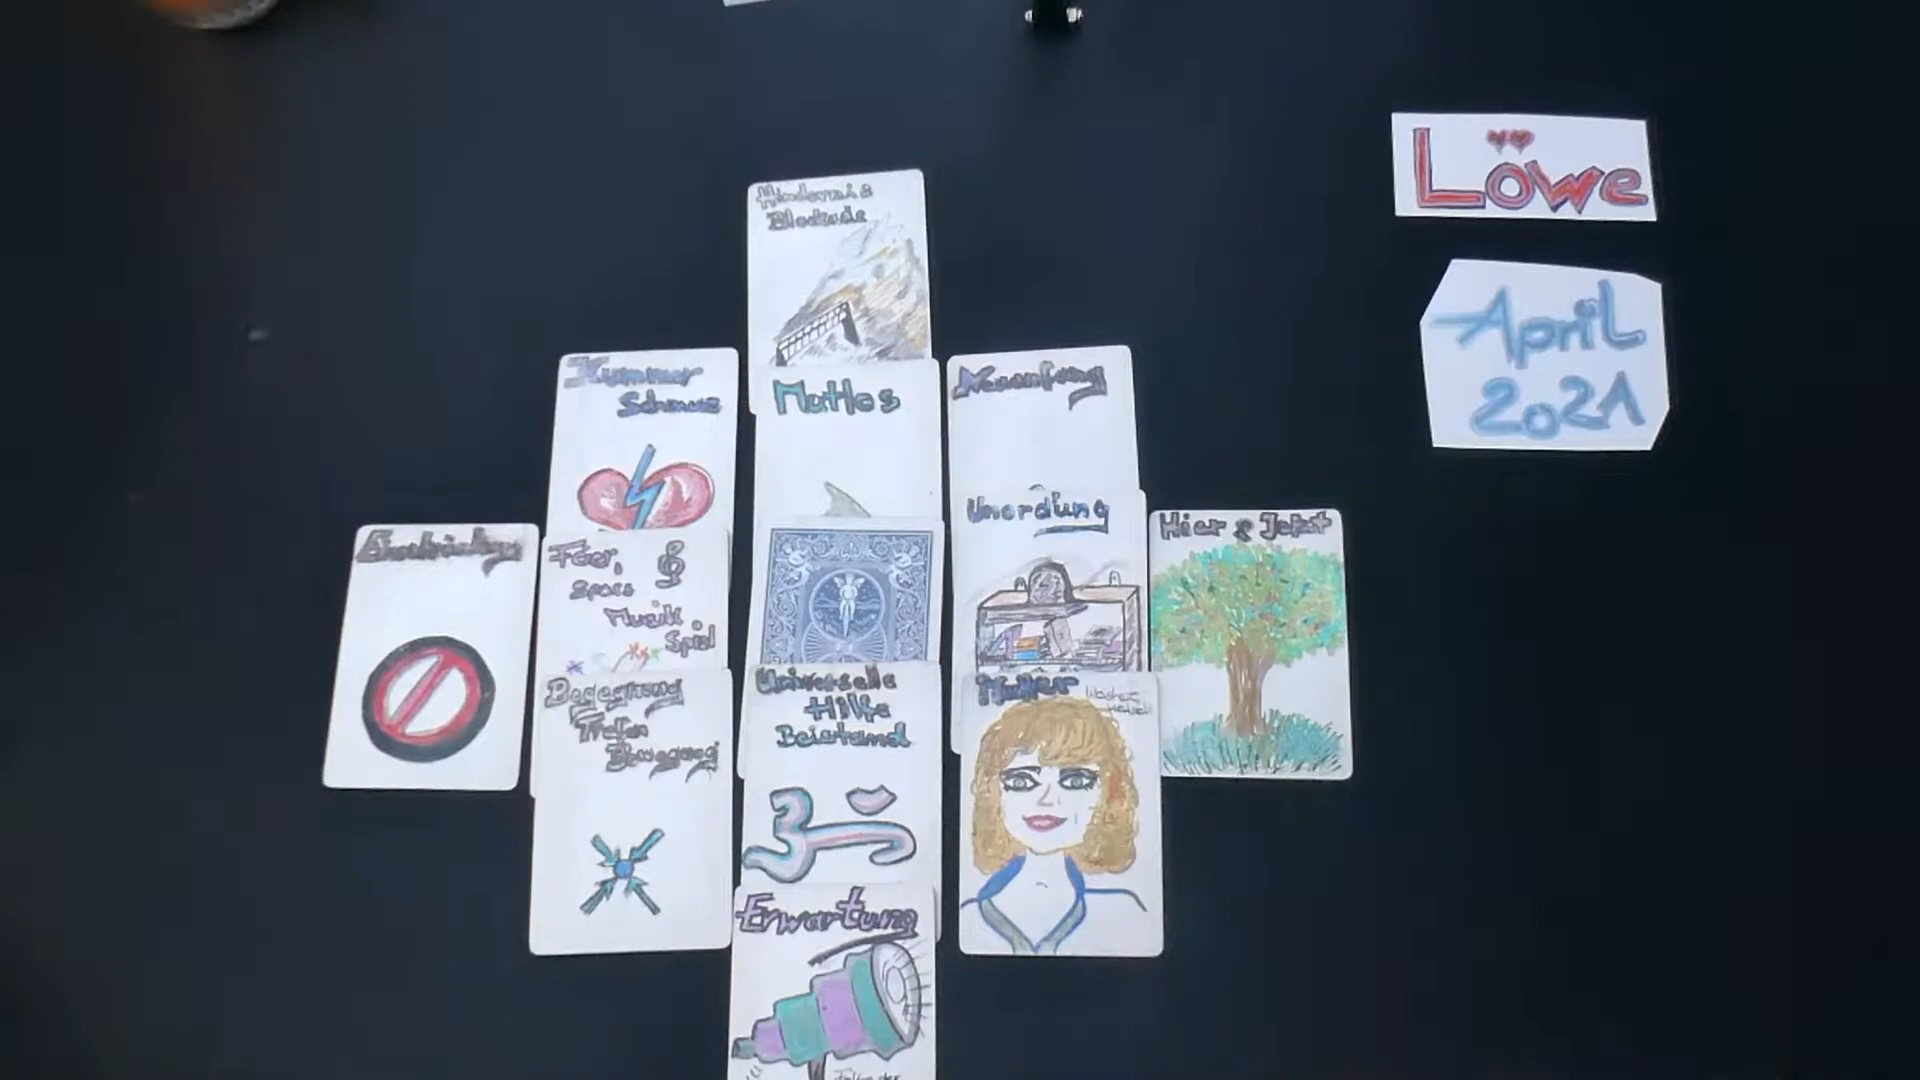 Löwe
April
2021
Hindernis
Blockade
Kummer
Schmerz
Mutlos
Neuanfang
Unordnung
Hier & Jetzt
Feier,
Spass
Musik
Spiel
Begegnung
Treffen
Bewegung
Universelle
Hilfe
Beistand
Mutter
Erwartung